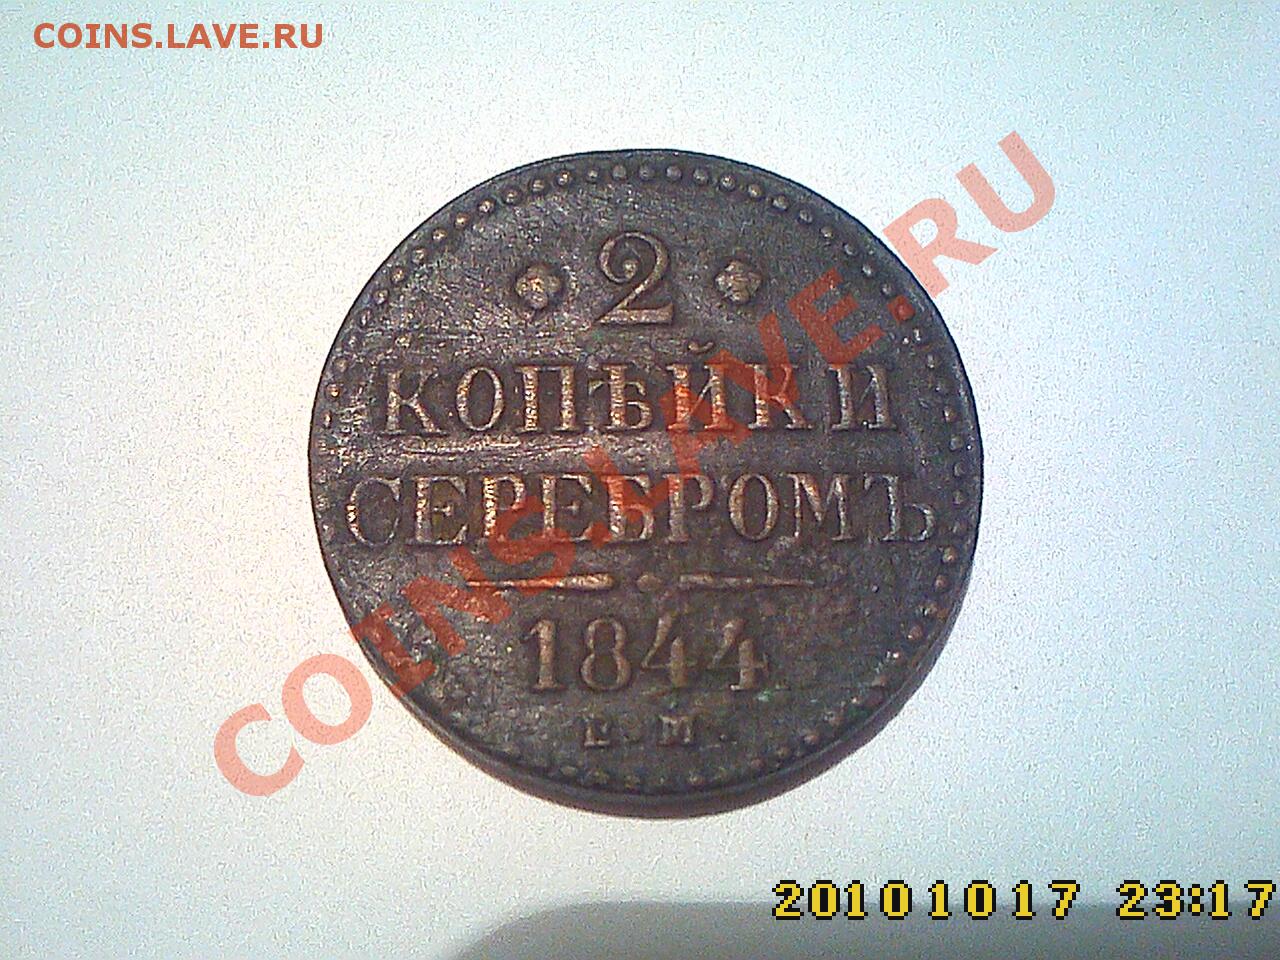 COINS.LAVE.RU
2
КОПѢЙКИ
СЕРЕБРОМЪ
1844
Е.М.
COINS.LAVE.RU
20101017 23:17